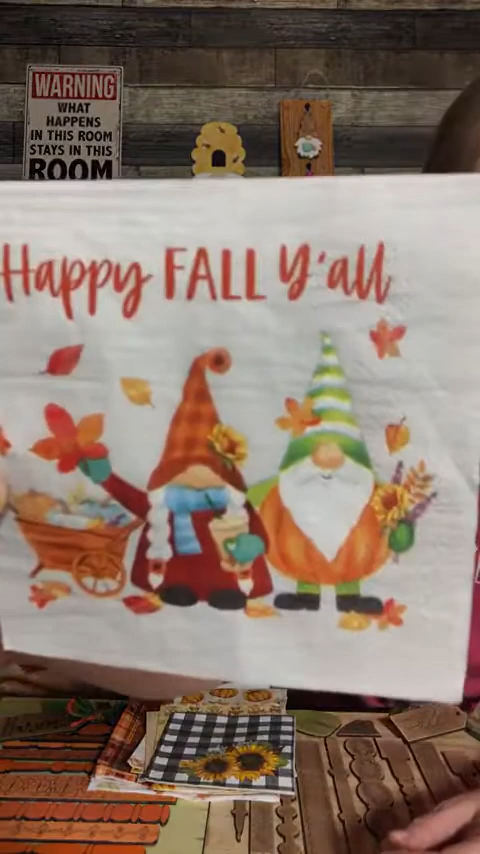 WARNING
WHAT
HAPPENS
IN THIS ROOM
STAYS IN THIS
ROOM
Happy FALL Y'all